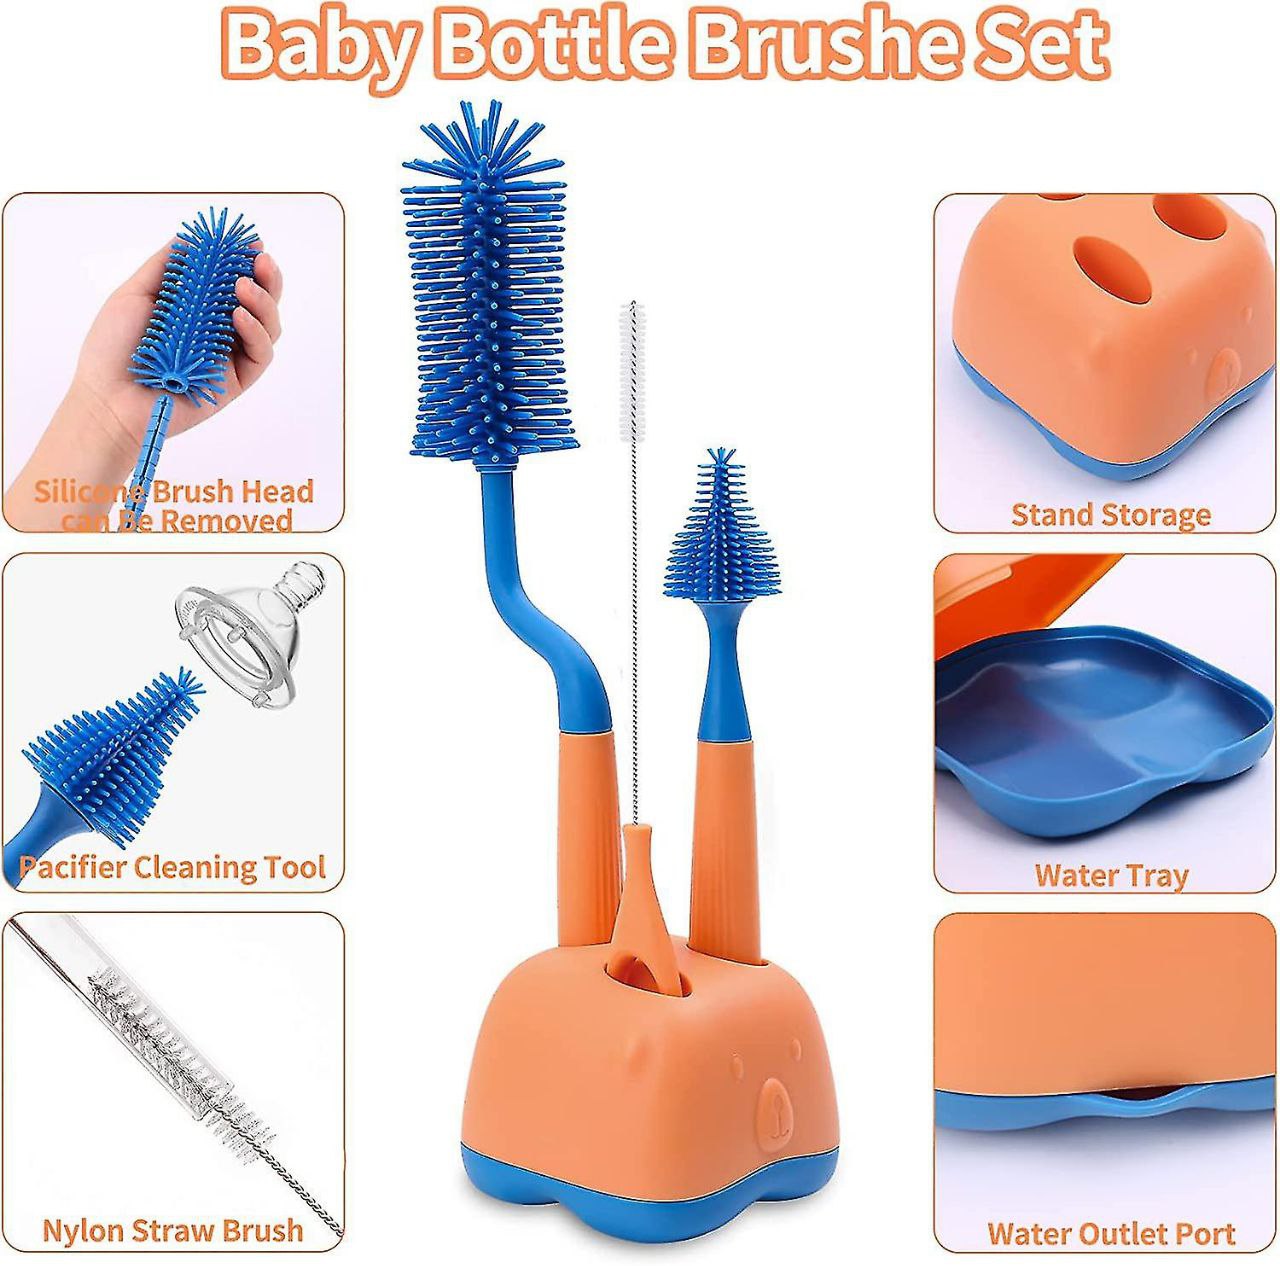 Baby Bottle Brushe Set
Silicone Brush Head
can Be Removed
Stand Storage
Pacifier Cleaning Tool
Water Tray
Nylon Straw Brush
Water Outlet Port